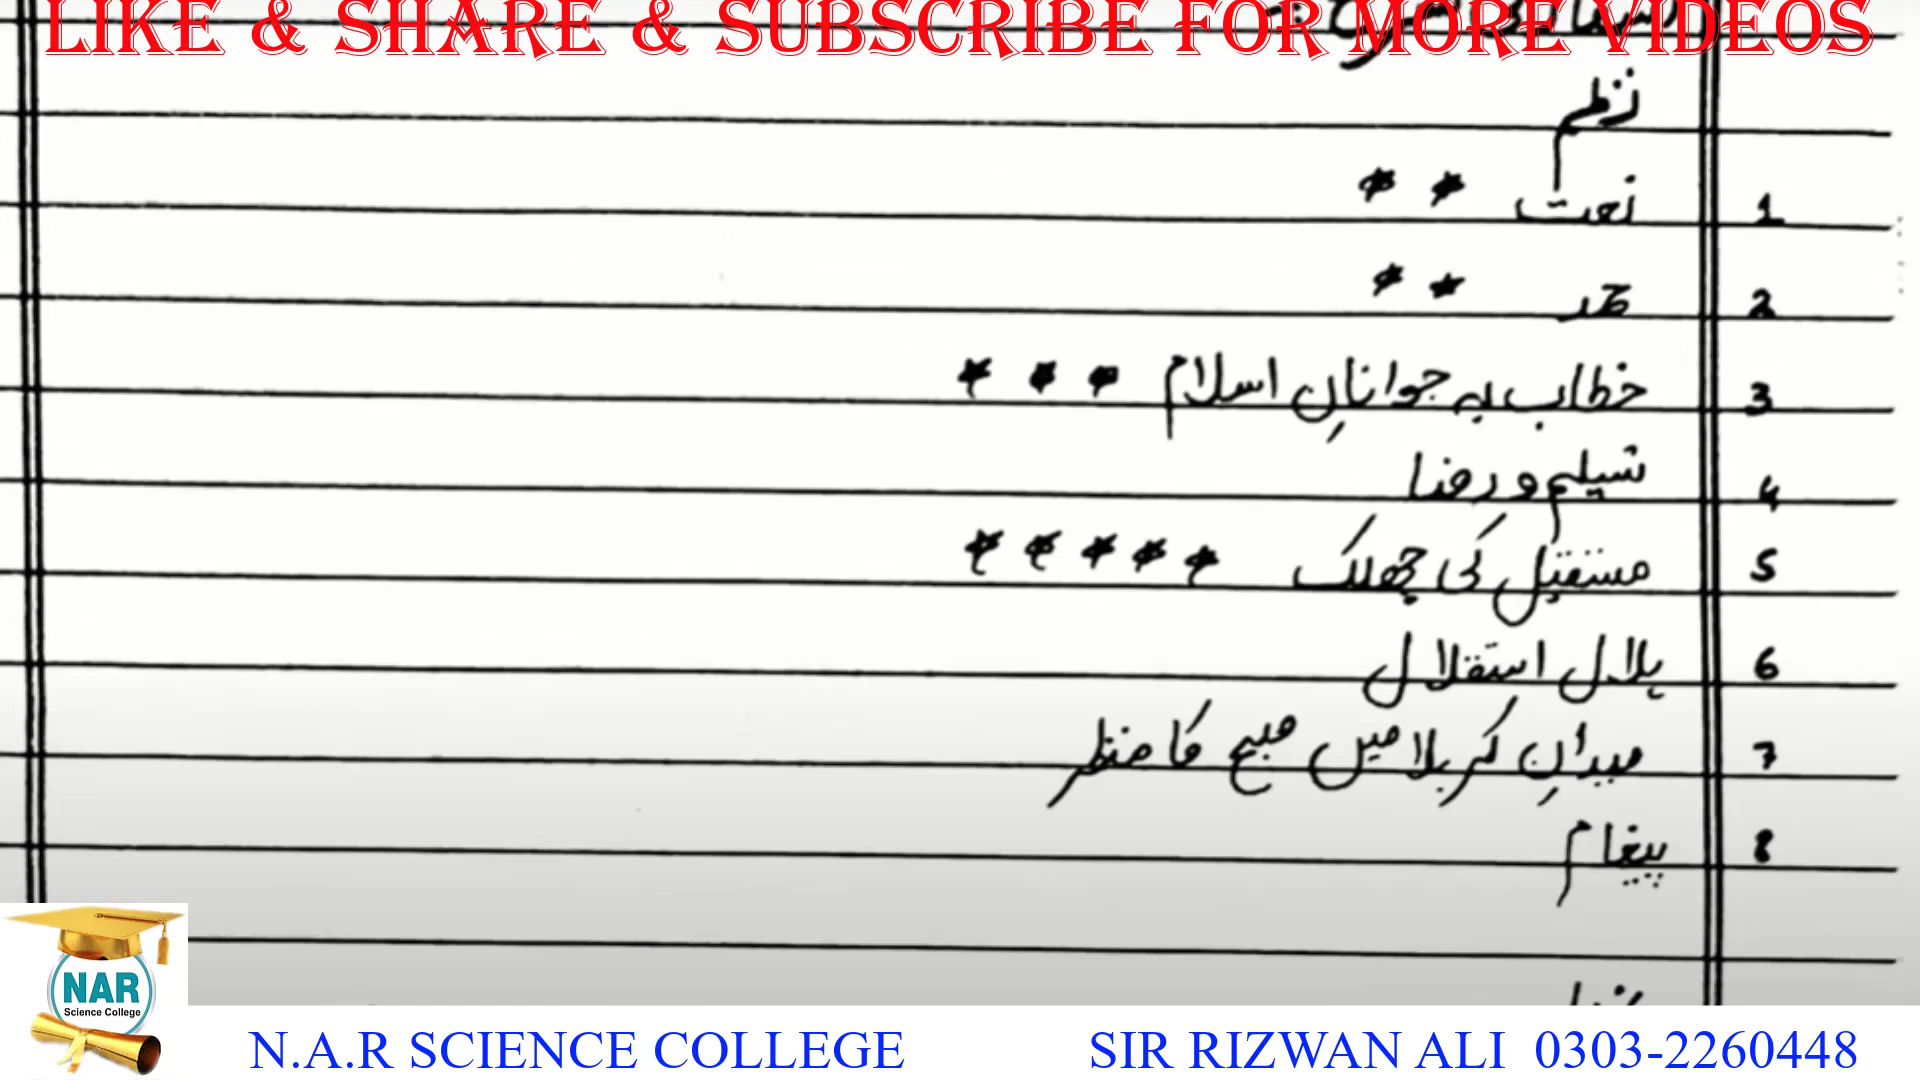 LIKE & SHARE & SUBSCRIBE FOR MORE VIDEOS
نظم
1 نعت * *
2 حمد * *
3 خطاب بہ جوانانِ اسلام * * *
4 تسلیم و رضا
5 مستقبل کی جھلک * * * * *
6 ہلال استقلال
7 میدانِ کربلا میں صبح کا منظر
8 پیغام
NAR
Science College
N.A.R SCIENCE COLLEGE SIR RIZWAN ALI 0303-2260448